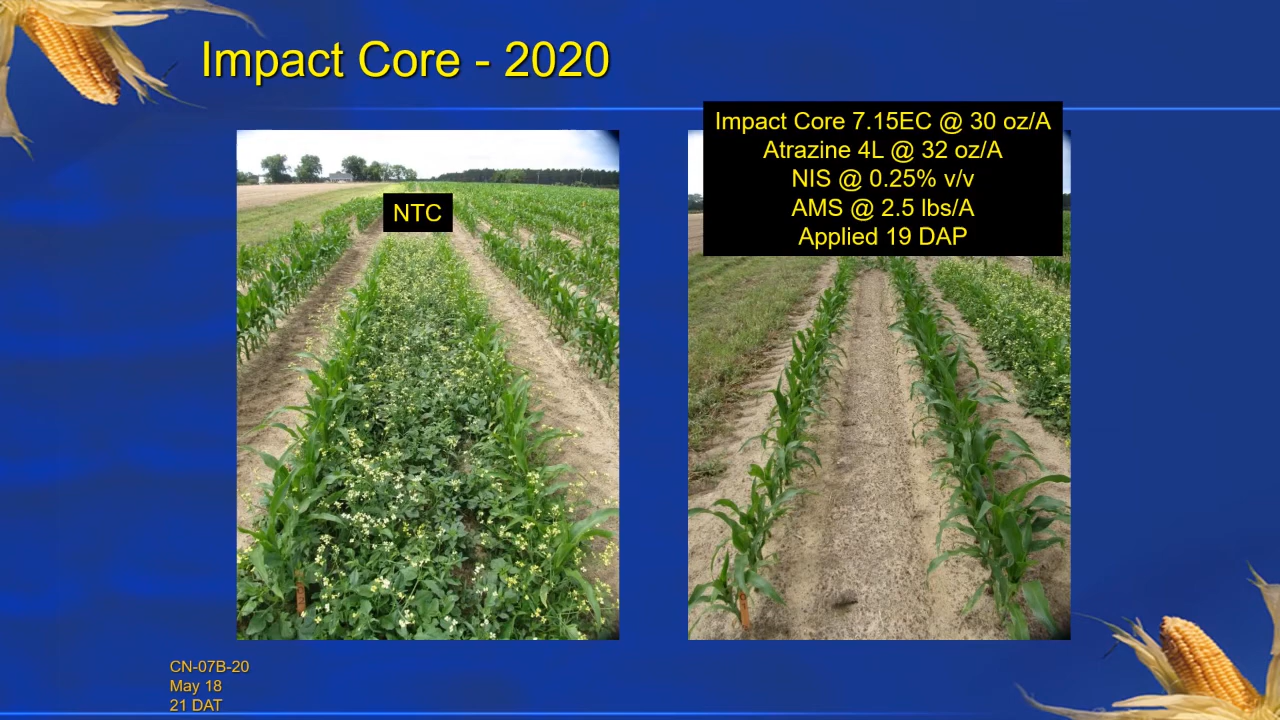 Impact Core - 2020
NTC
Impact Core 7.15EC @ 30 oz/A
Atrazine 4L @ 32 oz/A
NIS @ 0.25% v/v
AMS @ 2.5 lbs/A
Applied 19 DAP
CN-07B-20
May 18
21 DAT